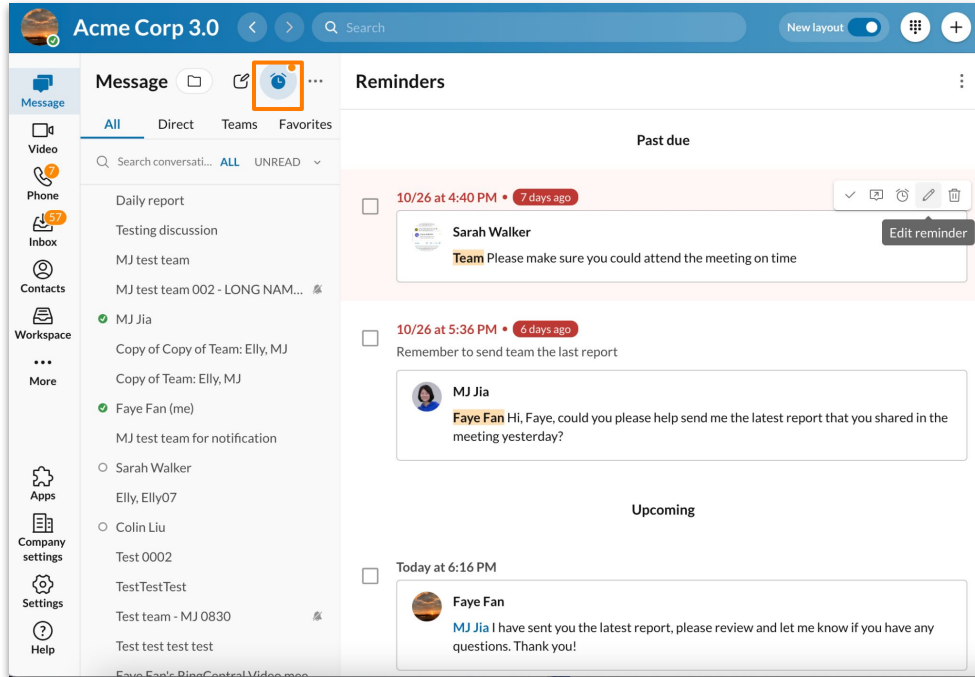 Acme Corp 3.0
Search
New layout
Message
Video
7
Phone
57
Inbox
Contacts
Workspace
More
Apps
Company
settings
Settings
Help
Message
All Direct Teams Favorites
Search conversati... ALL UNREAD
Daily report
Testing discussion
MJ test team
MJ test team 002 - LONG NAM...
MJ Jia
Copy of Copy of Team: Elly, MJ
Copy of Team: Elly, MJ
Faye Fan (me)
MJ test team for notification
Sarah Walker
Elly, Elly07
Colin Liu
Test 0002
TestTestTest
Test team - MJ 0830
Test test test test
Faye Fan's RingCentral Video mee
Reminders
Past due
10/26 at 4:40 PM • 7 days ago
Edit reminder
Sarah Walker
Team Please make sure you could attend the meeting on time
10/26 at 5:36 PM • 6 days ago
Remember to send team the last report
MJ Jia
Faye Fan Hi, Faye, could you please help send me the latest report that you shared in the
meeting yesterday?
Upcoming
Today at 6:16 PM
Faye Fan
MJ Jia I have sent you the latest report, please review and let me know if you have any
questions. Thank you!